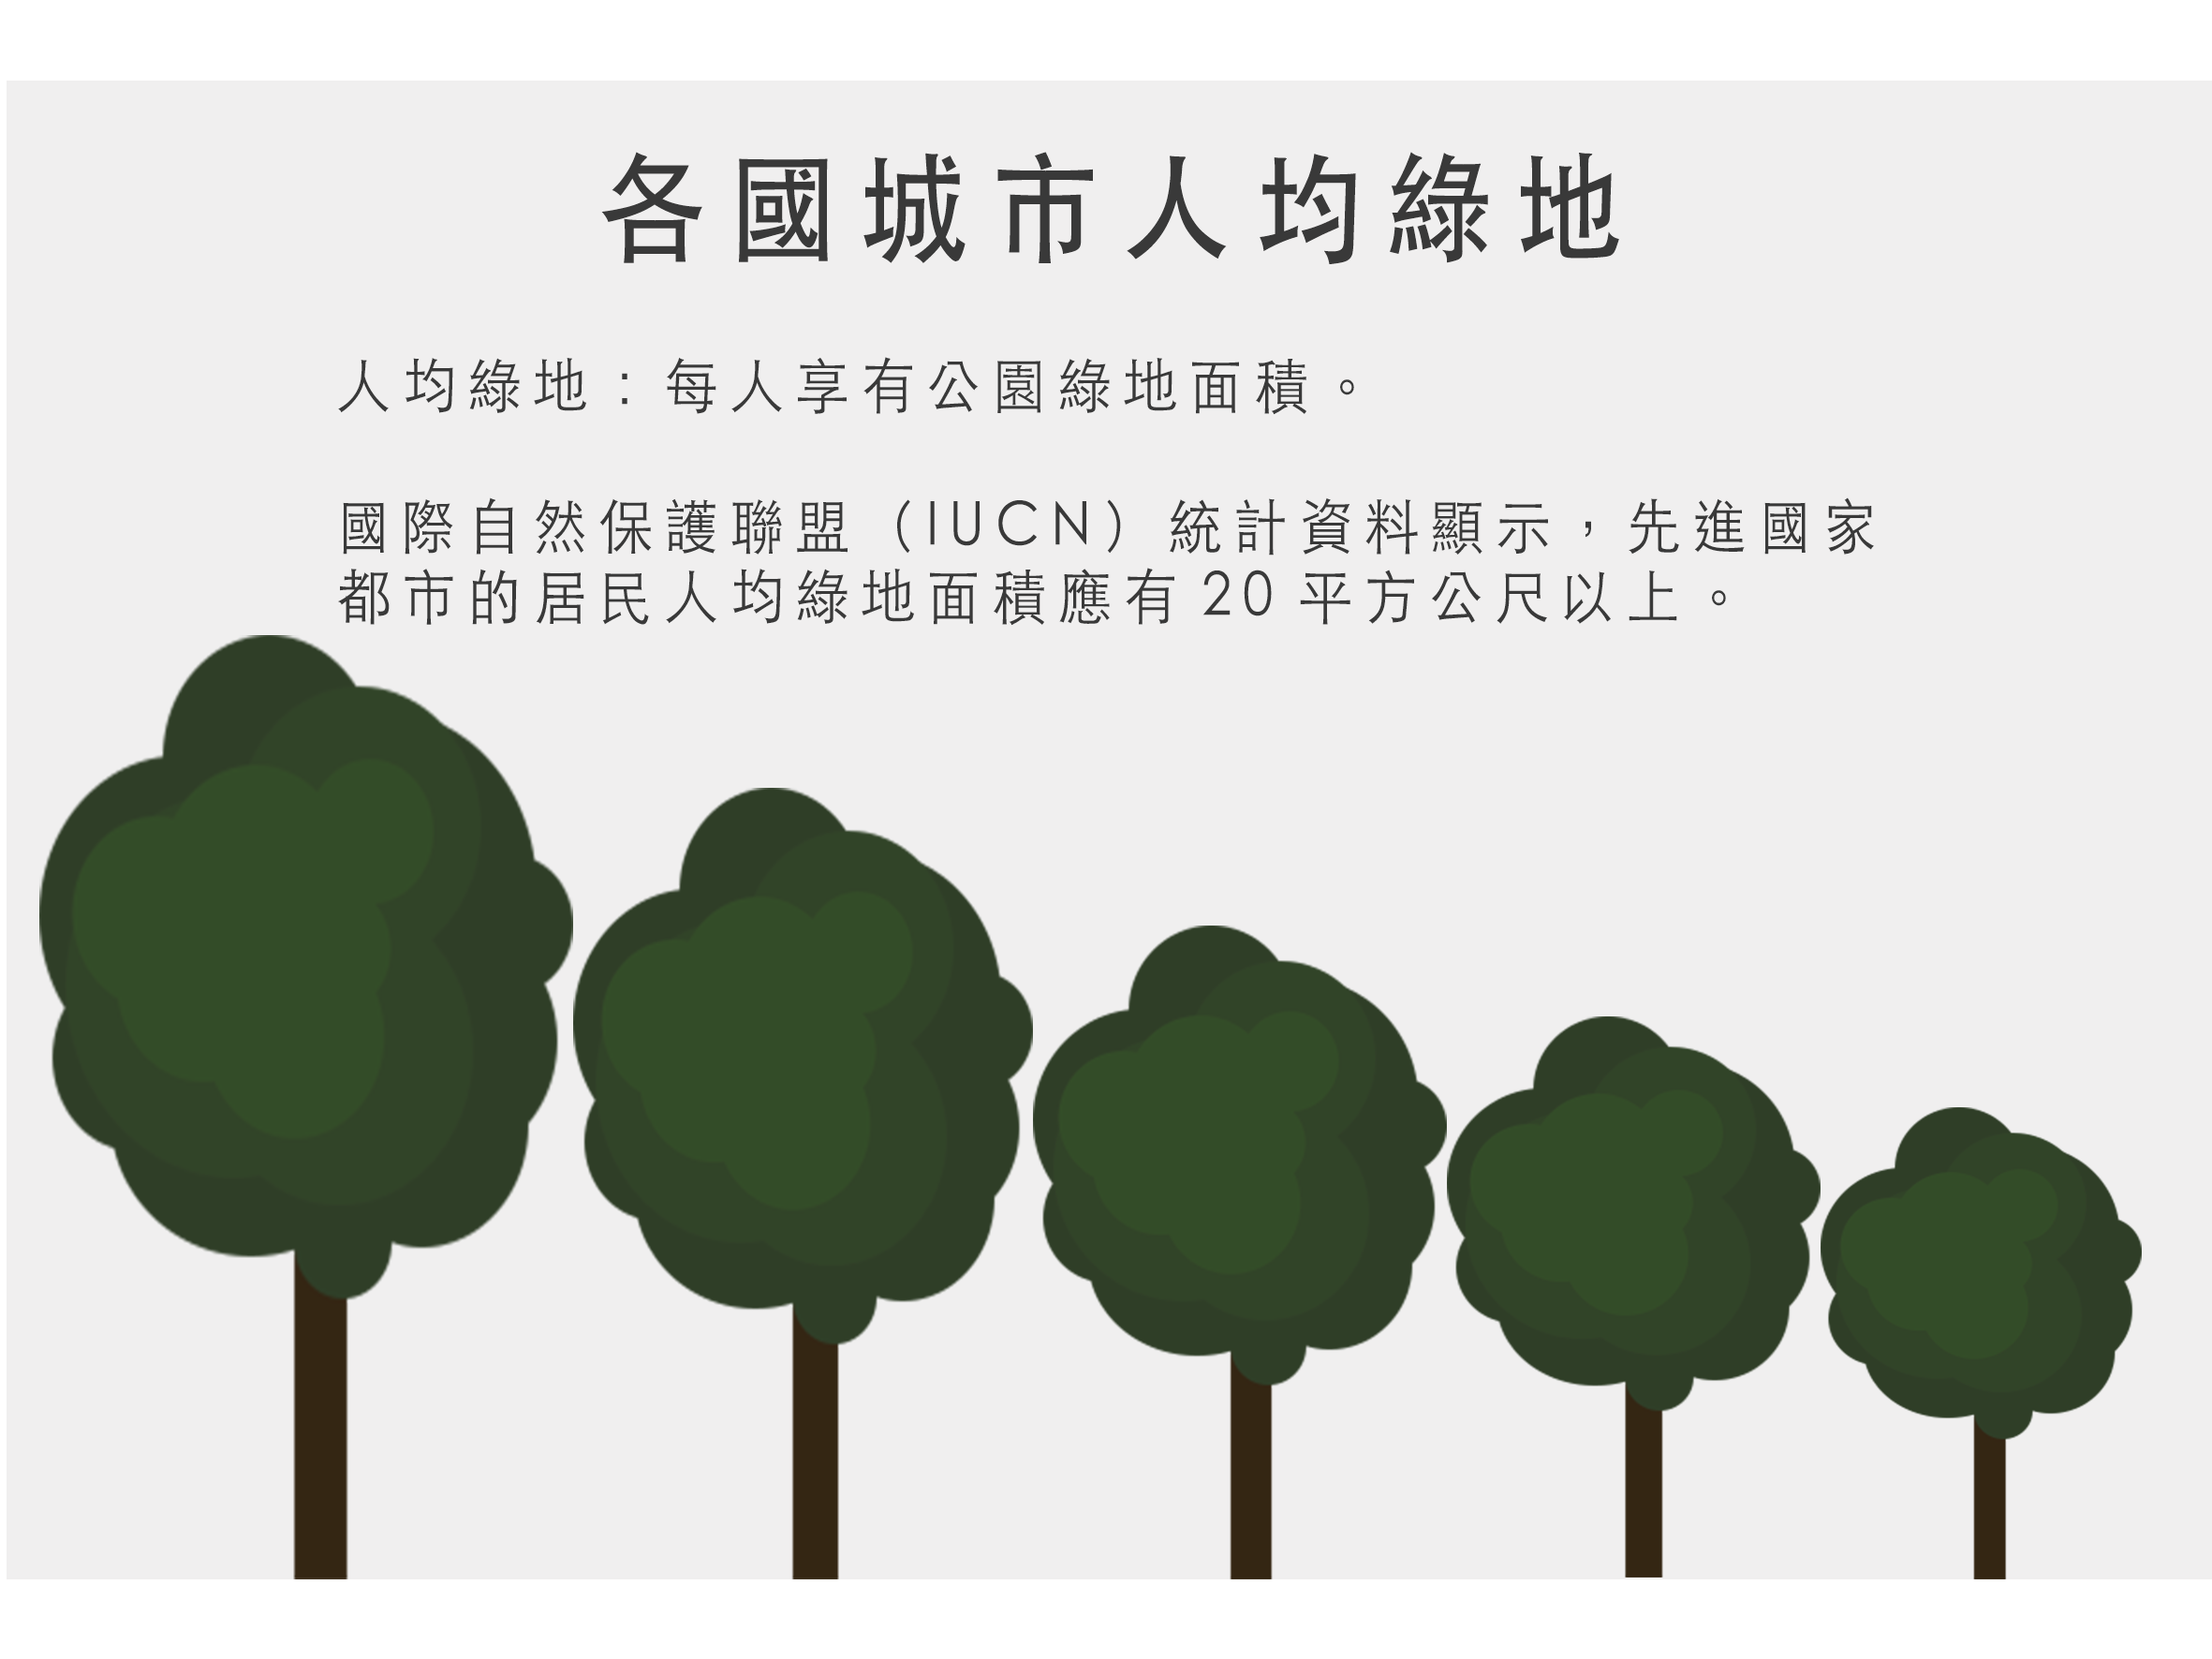 各國城市人均綠地
人均綠地：每人享有公園綠地面積。
國際自然保護聯盟（IUCN）統計資料顯示，先進國家
都市的居民人均綠地面積應有20平方公尺以上。